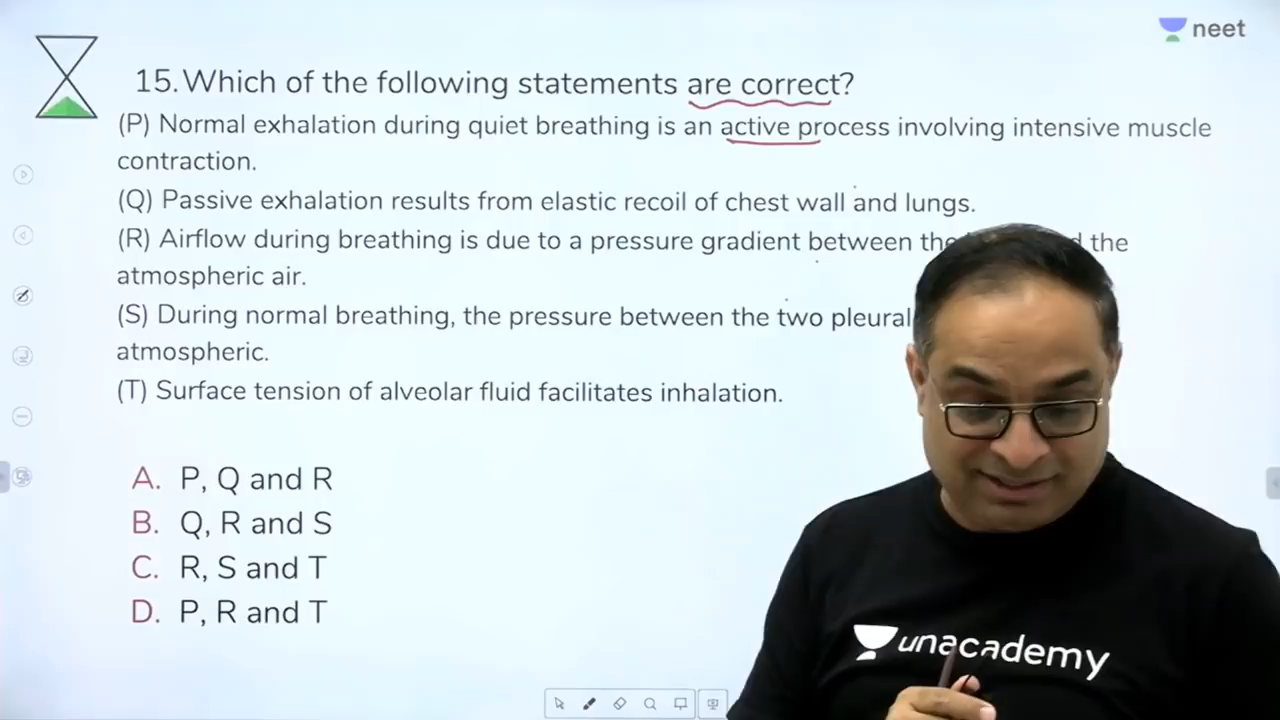 neet
15. Which of the following statements are correct?
(P) Normal exhalation during quiet breathing is an active process involving intensive muscle
contraction.
(Q) Passive exhalation results from elastic recoil of chest wall and lungs.
(R) Airflow during breathing is due to a pressure gradient between the the
atmospheric air.
(S) During normal breathing, the pressure between the two pleural
atmospheric.
(T) Surface tension of alveolar fluid facilitates inhalation.
A. P, Q and R
B. Q, R and S
C. R, S and T
D. P, R and T
unacademy